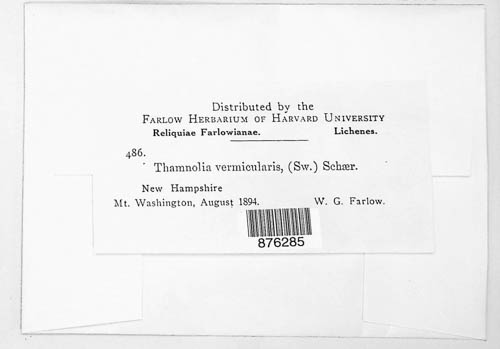 Distributed by the
Farlow Herbarium of Harvard University
Reliquiae Farlowianae. Lichenes.
486.
Thamnolia vermicularis, (Sw.) Schær.
New Hampshire
Mt. Washington, August 1894. W. G. Farlow.
876285